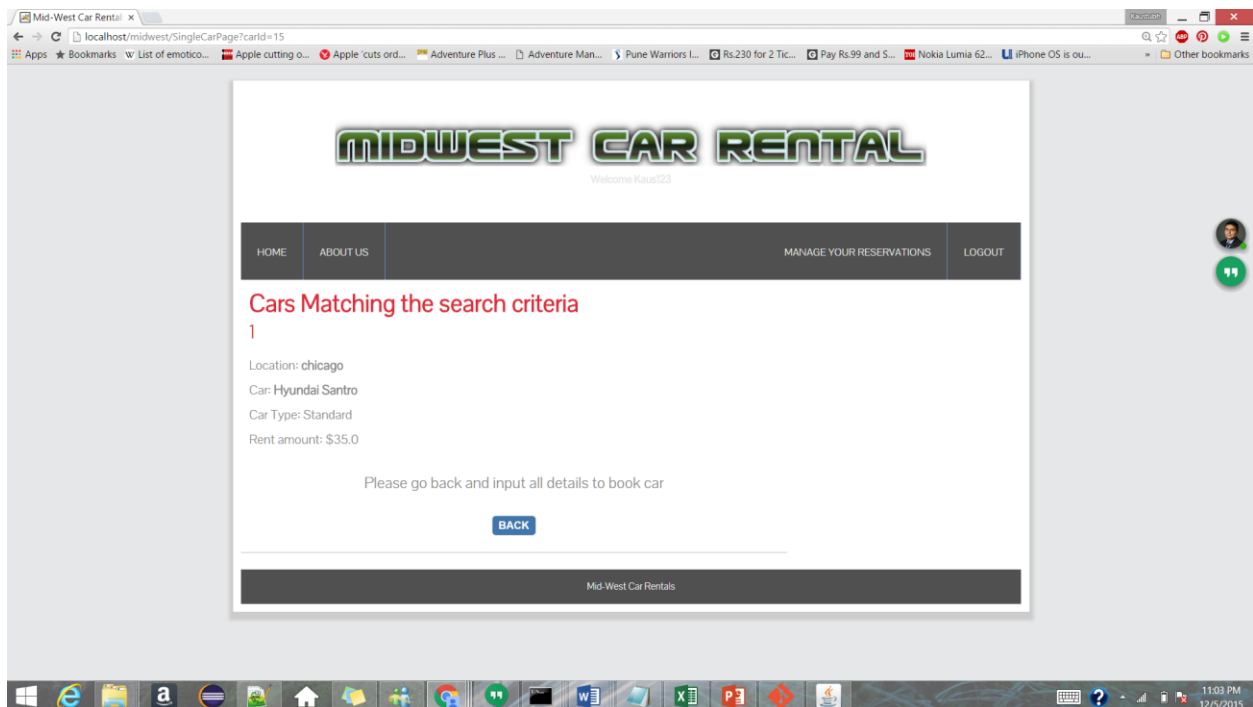 Mid-West Car Rental
Kaustubh
localhost/midwest/SingleCarPage?carId=15
Apps Bookmarks List of emotico... Apple cutting o... Apple 'cuts ord... Adventure Plus ... Adventure Man... Pune Warriors I... Rs.230 for 2 Tic... Pay Rs.99 and S... Nokia Lumia 62... iPhone OS is ou... » Other bookmarks
MIDWEST CAR RENTAL
Welcome Kaus123
HOME ABOUT US MANAGE YOUR RESERVATIONS LOGOUT
Cars Matching the search criteria
1
Location: chicago
Car: Hyundai Santro
Car Type: Standard
Rent amount: $35.0
Please go back and input all details to book car
BACK
Mid-West Car Rentals
11:03 PM
12/5/2015